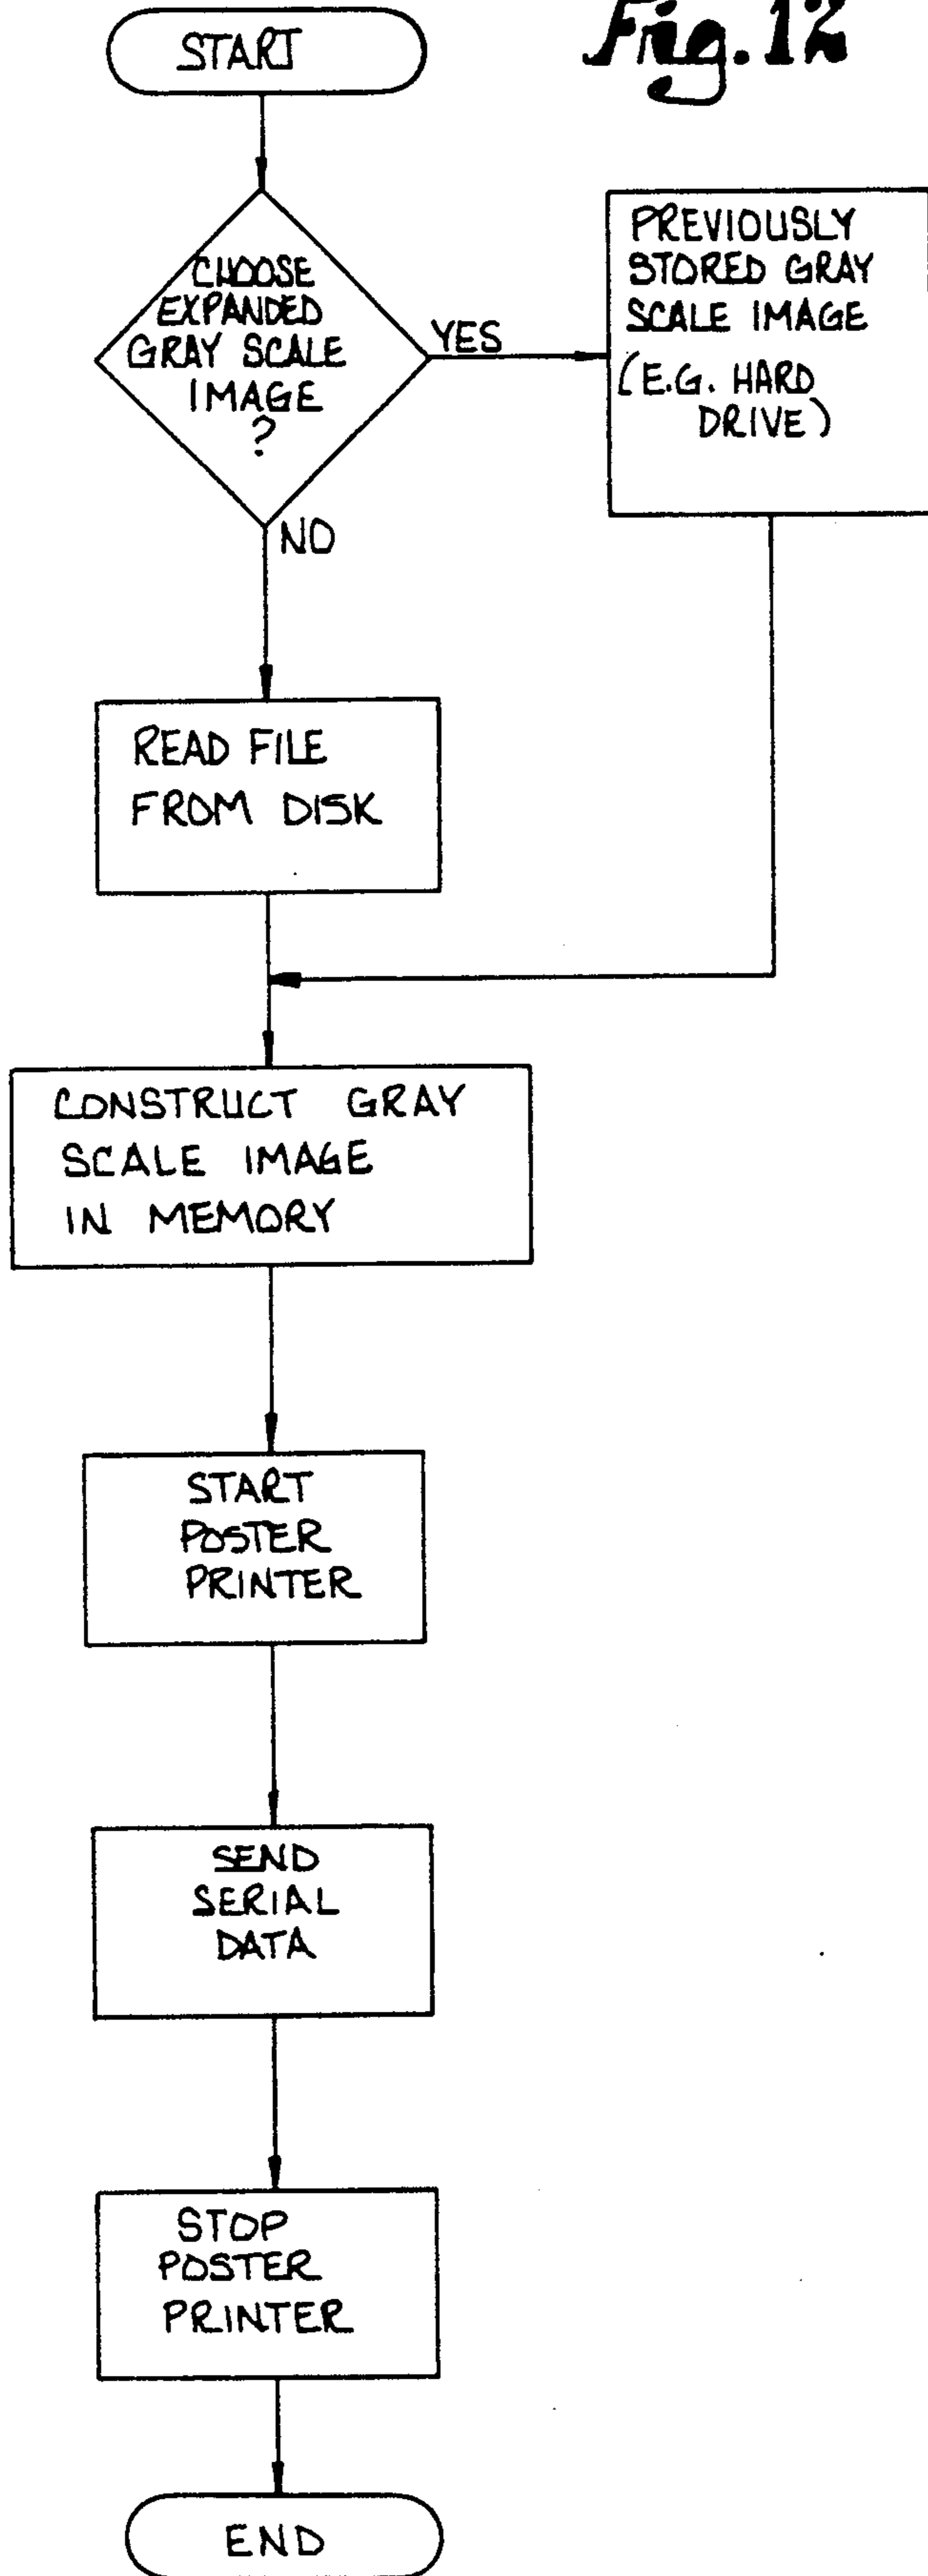 Fig. 12
START
CHOOSE
EXPANDED
GRAY SCALE
IMAGE
?
YES
PREVIOUSLY
STORED GRAY
SCALE IMAGE
(E.G. HARD
DRIVE)
NO
READ FILE
FROM DISK
CONSTRUCT GRAY
SCALE IMAGE
IN MEMORY
START
POSTER
PRINTER
SEND
SERIAL
DATA
STOP
POSTER
PRINTER
END